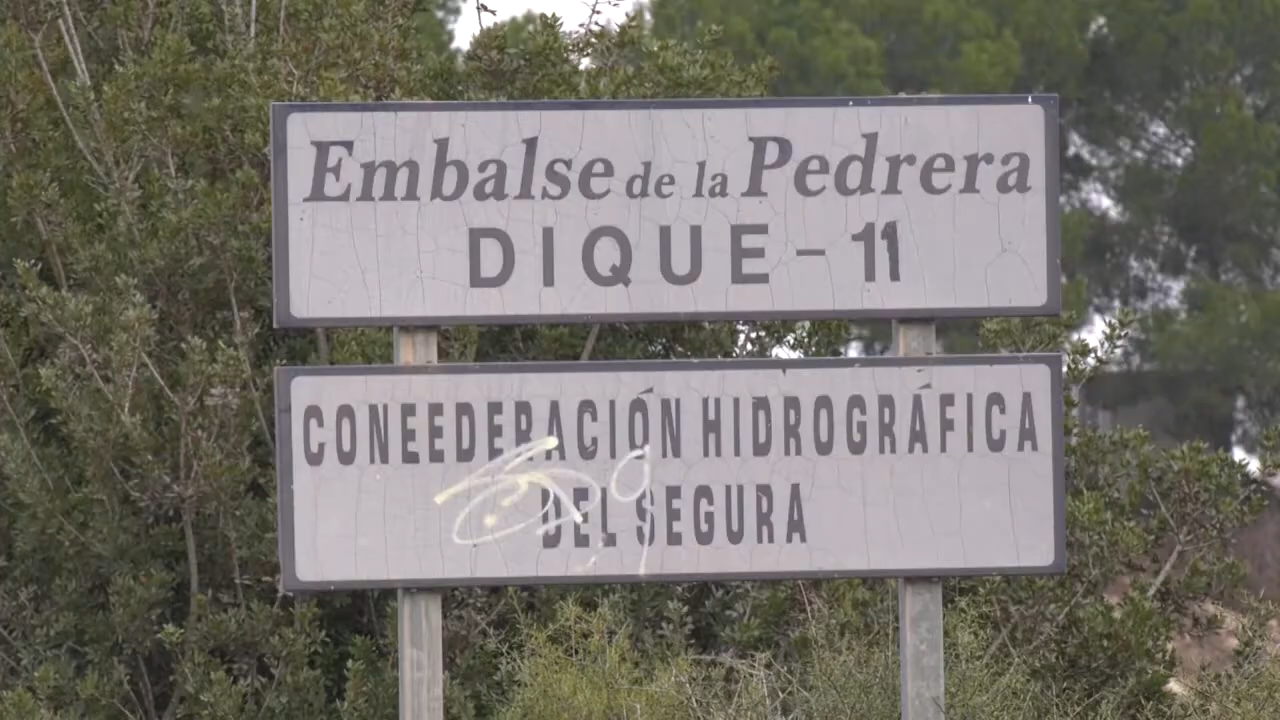 Embalse de la Pedrera
DIQUE - 11
CONEEDERACIÓN HIDROGRÁFICA
DEL SEGURA